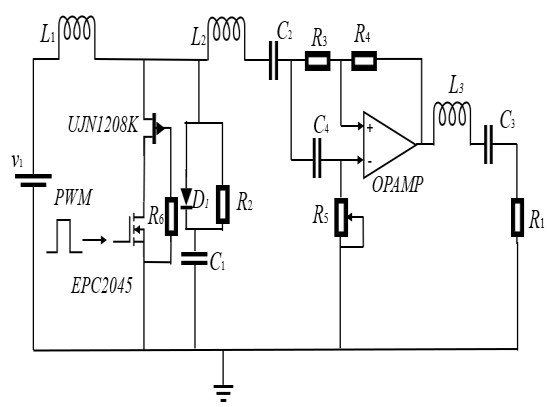 L1
L2
C2
R3
R4
L3
UJN1208K
C4
C3
+
-
V1
PWM
OPAMP
R6
D1
R2
R5
R1
EPC2045
C1